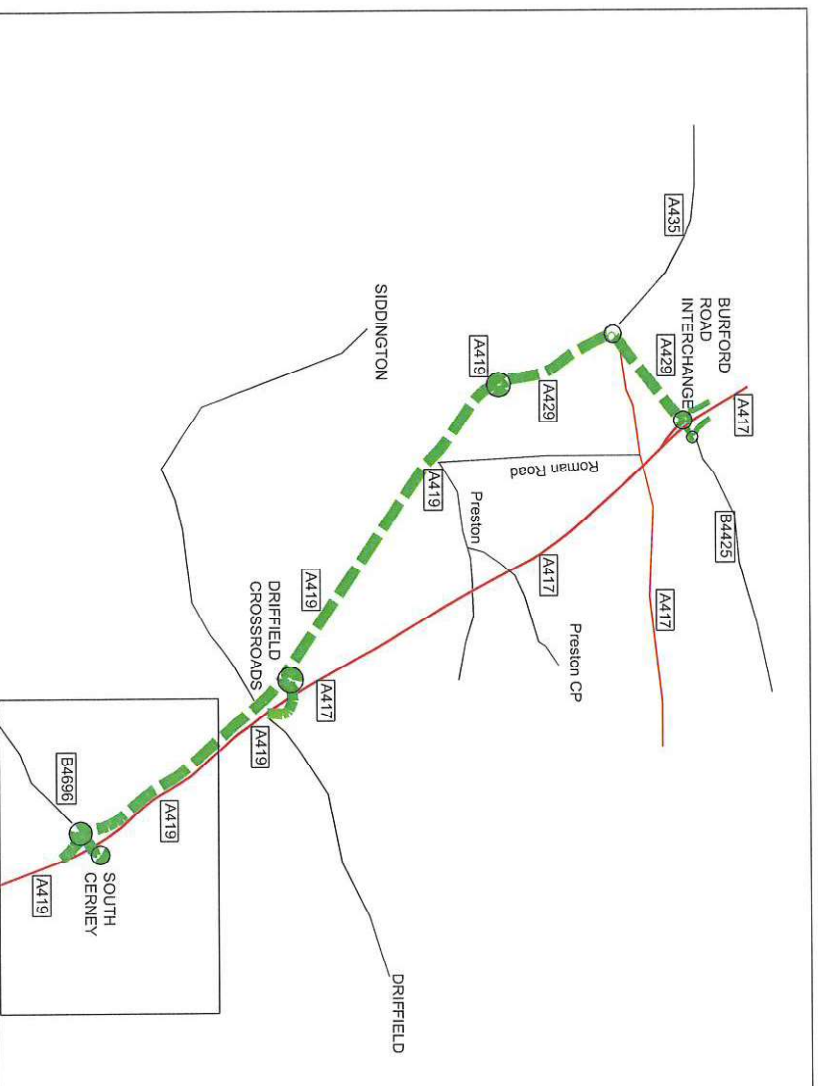 BURFORD
ROAD
INTERCHANGE
A417
A435
A429
B4425
A419
A429
Roman Road
A417
SIDDINGTON
A419
Preston
A417
Preston CP
A419
DRIFFIELD
CROSSROADS
A417
A419
A419
B4696
SOUTH
CERNEY
A419
DRIFFIELD